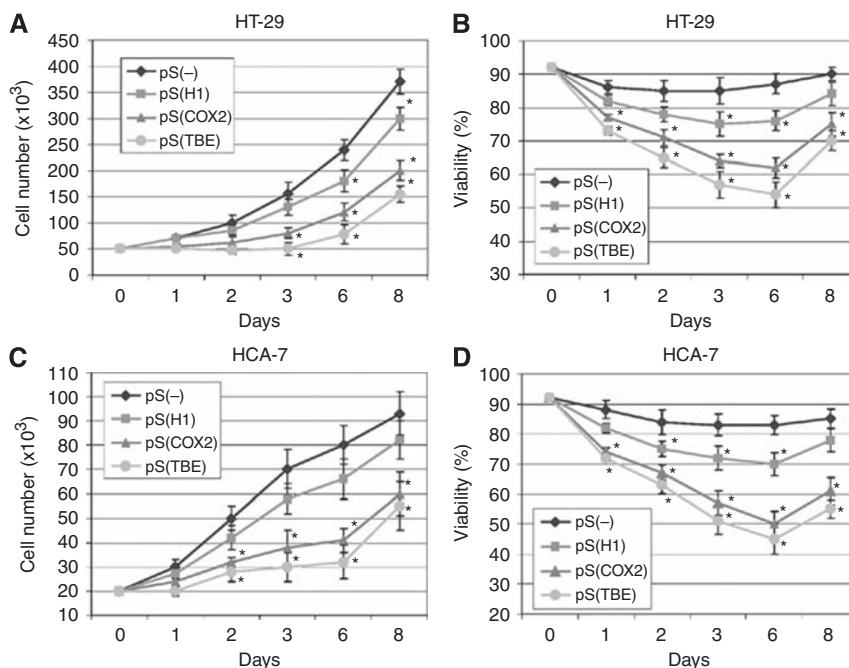 A
HT-29
Cell number (x10³)
450
400
350
300
250
200
150
100
50
0
pS(–)
pS(H1)
pS(COX2)
pS(TBE)
*
*
*
*
*
*
*
*
0 1 2 3 6 8
Days
B
HT-29
Viability (%)
100
90
80
70
60
50
40
30
pS(–)
pS(H1)
pS(COX2)
pS(TBE)
*
*
*
*
*
*
*
*
*
*
*
*
0 1 2 3 6 8
Days
C
HCA-7
Cell number (x10³)
110
100
90
80
70
60
50
40
30
20
10
pS(–)
pS(H1)
pS(COX2)
pS(TBE)
*
*
*
*
*
*
*
*
0 1 2 3 6 8
Days
D
HCA-7
Viability (%)
100
90
80
70
60
50
40
30
20
pS(–)
pS(H1)
pS(COX2)
pS(TBE)
*
*
*
*
*
*
*
*
*
*
*
*
*
0 1 2 3 6 8
Days